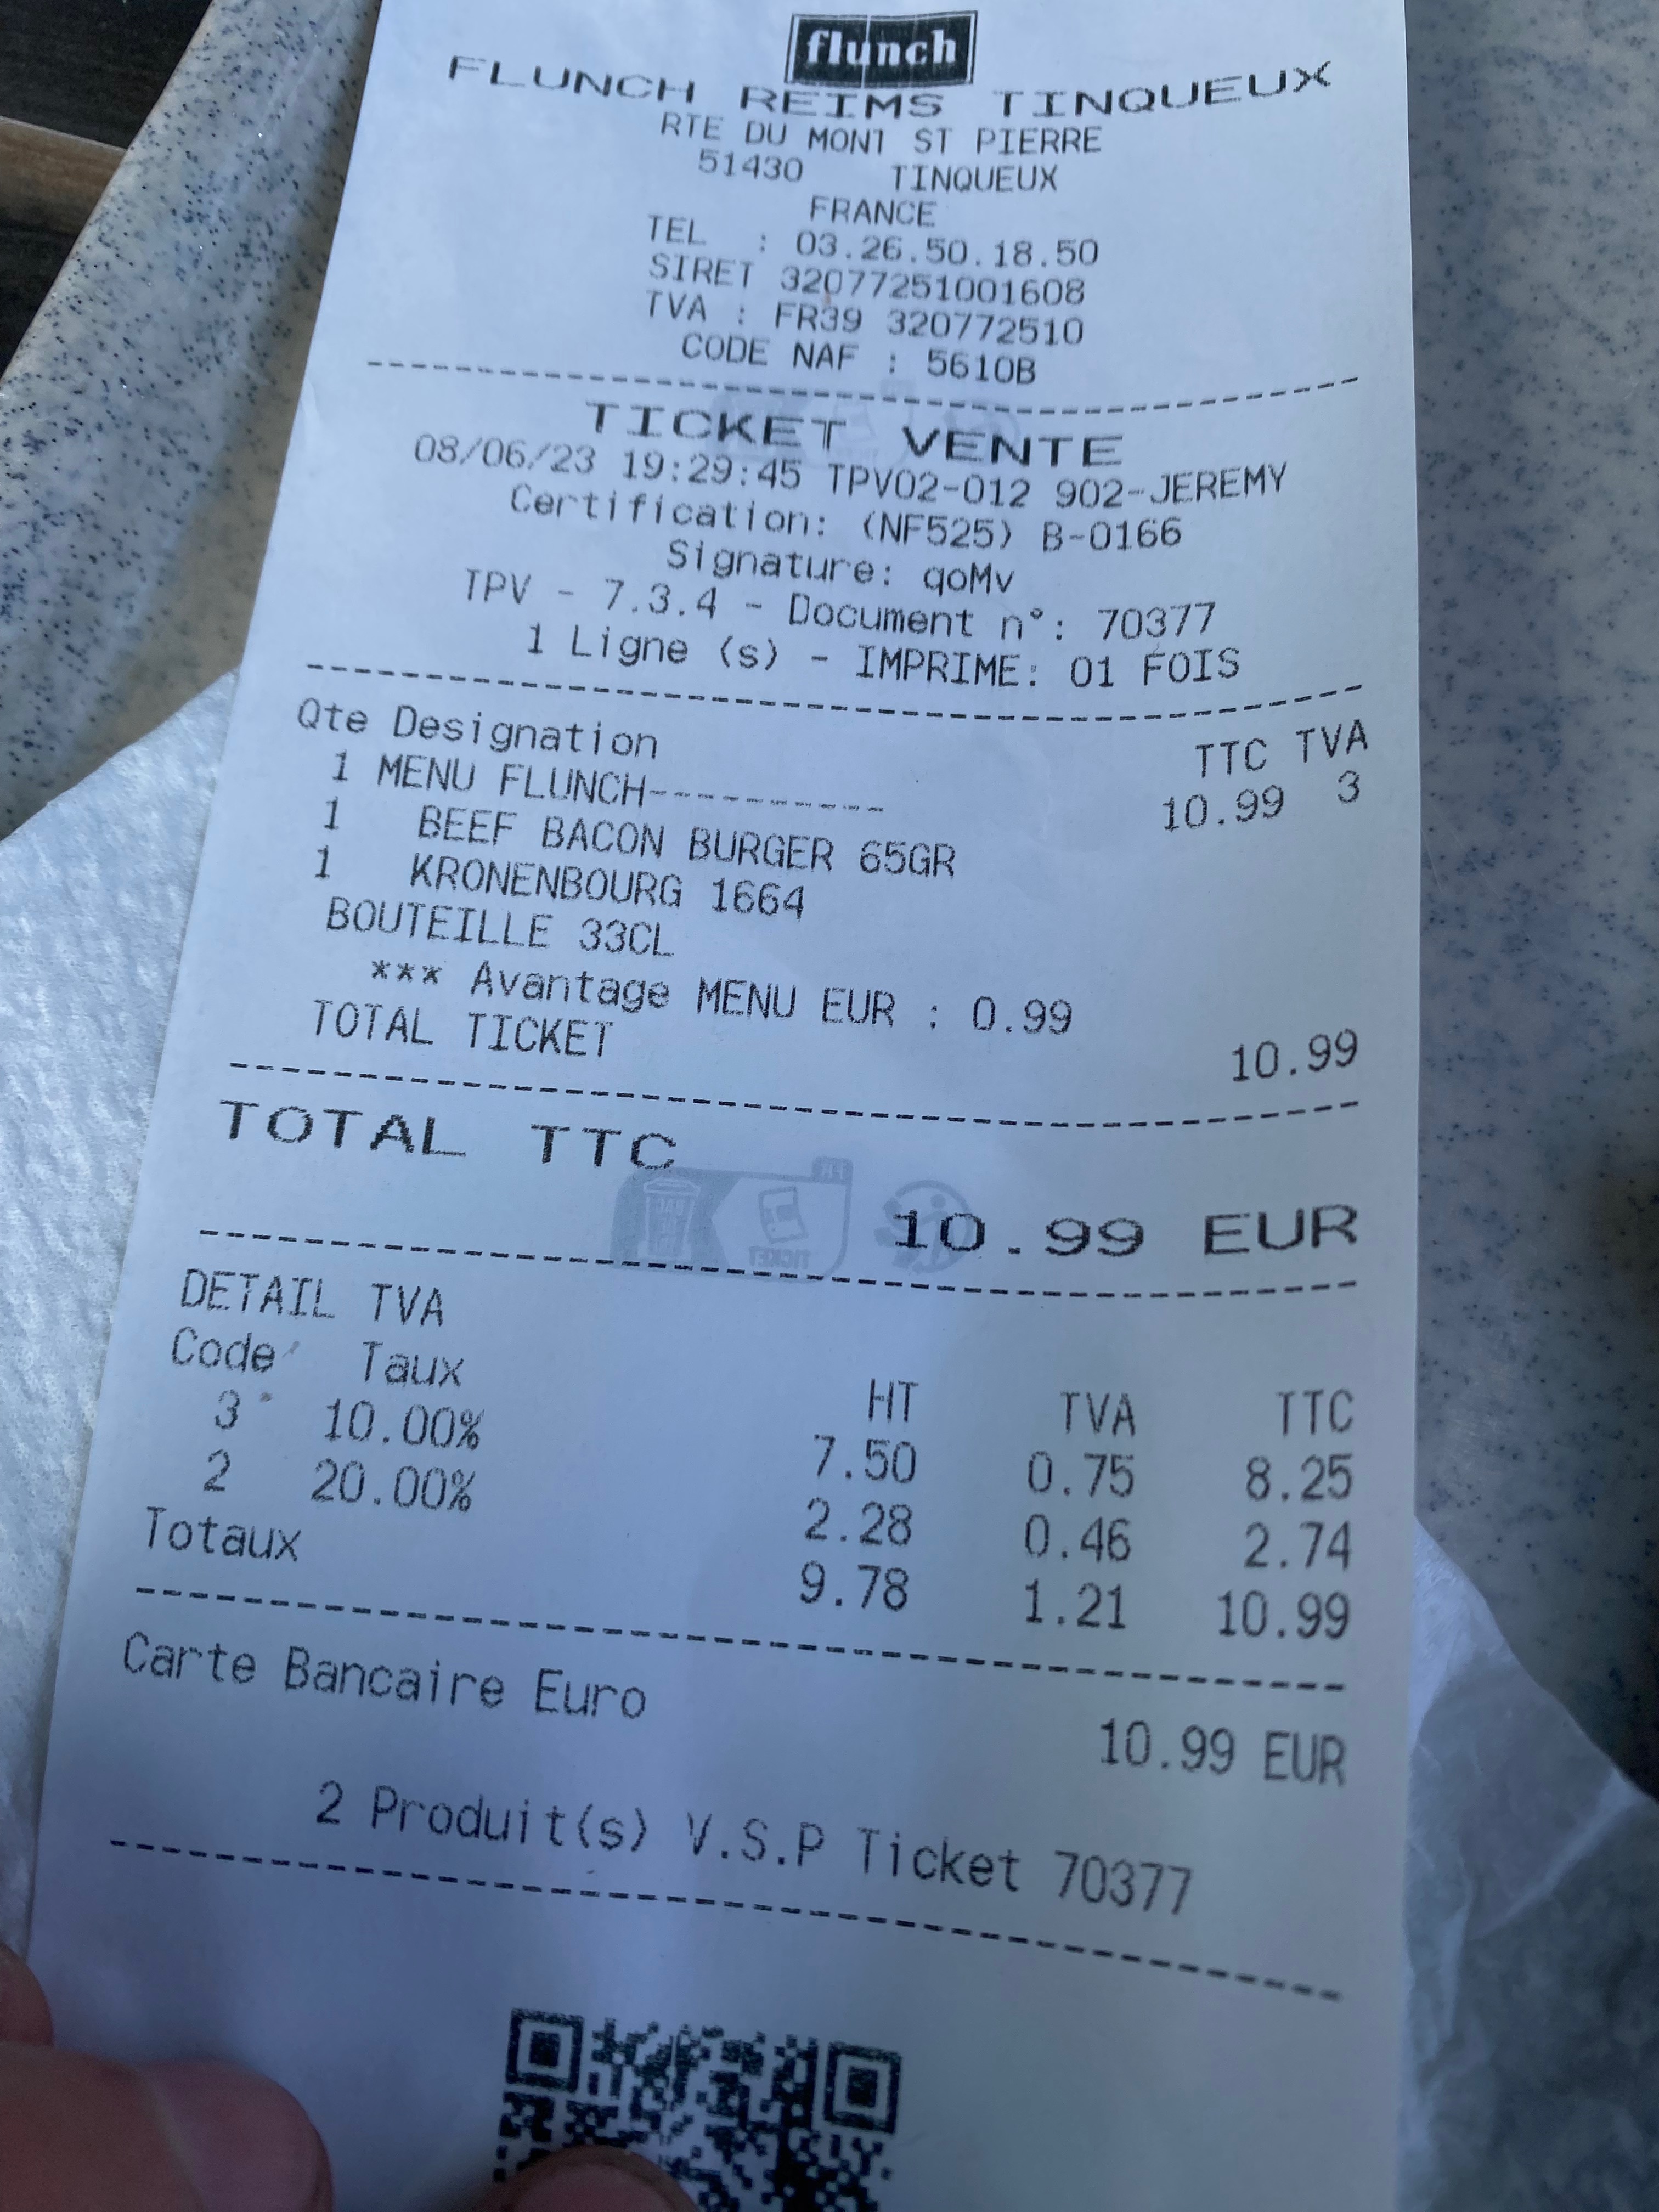 flunch
FLUNCH REIMS TINQUEUX
RTE DU MONT ST PIERRE
51430 TINQUEUX
FRANCE
TEL : 03.26.50.18.50
SIRET 32077251001608
TVA : FR39 320772510
CODE NAF : 5610B
TICKET VENTE
08/06/23 19:29:45 TPV02-012 902-JEREMY
Certification: (NF525) B-0166
Signature: qoMv
TPV - 7.3.4 - Document n°: 70377
1 Ligne (s) - IMPRIME: 01 FOIS
Qte Designation TTC TVA
1 MENU FLUNCH----------- 10.99 3
1 BEEF BACON BURGER 65GR
1 KRONENBOURG 1664
BOUTEILLE 33CL
*** Avantage MENU EUR : 0.99
TOTAL TICKET 10.99
TOTAL TTC
10.99 EUR
DETAIL TVA
Code Taux HT TVA TTC
3 10.00% 7.50 0.75 8.25
2 20.00% 2.28 0.46 2.74
Totaux 9.78 1.21 10.99
Carte Bancaire Euro 10.99 EUR
2 Produit(s) V.S.P Ticket 70377